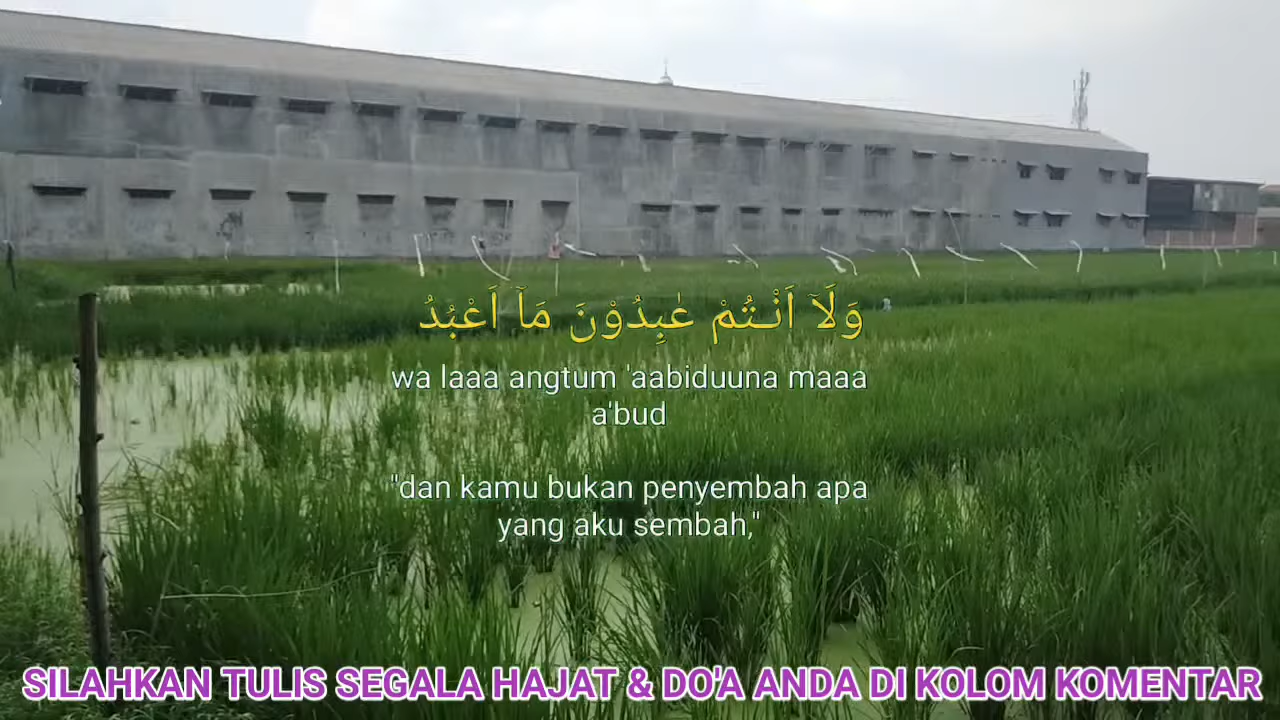 وَلَآ اَنْـتُمْ عٰبِدُوْنَ مَآ اَعْبُدُ
wa laaa angtum 'aabiduuna maaa
a'bud
"dan kamu bukan penyembah apa
yang aku sembah,"
SILAHKAN TULIS SEGALA HAJAT & DO'A ANDA DI KOLOM KOMENTAR